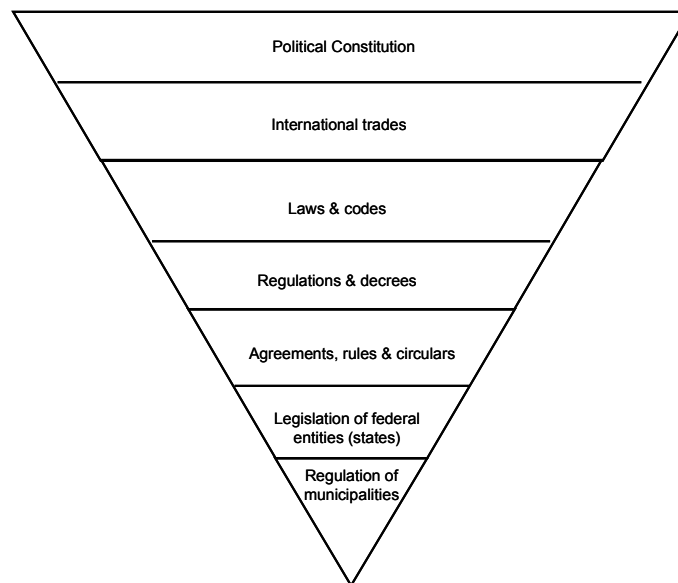 Political Constitution
International trades
Laws & codes
Regulations & decrees
Agreements, rules & circulars
Legislation of federal
entities (states)
Regulation of
municipalities